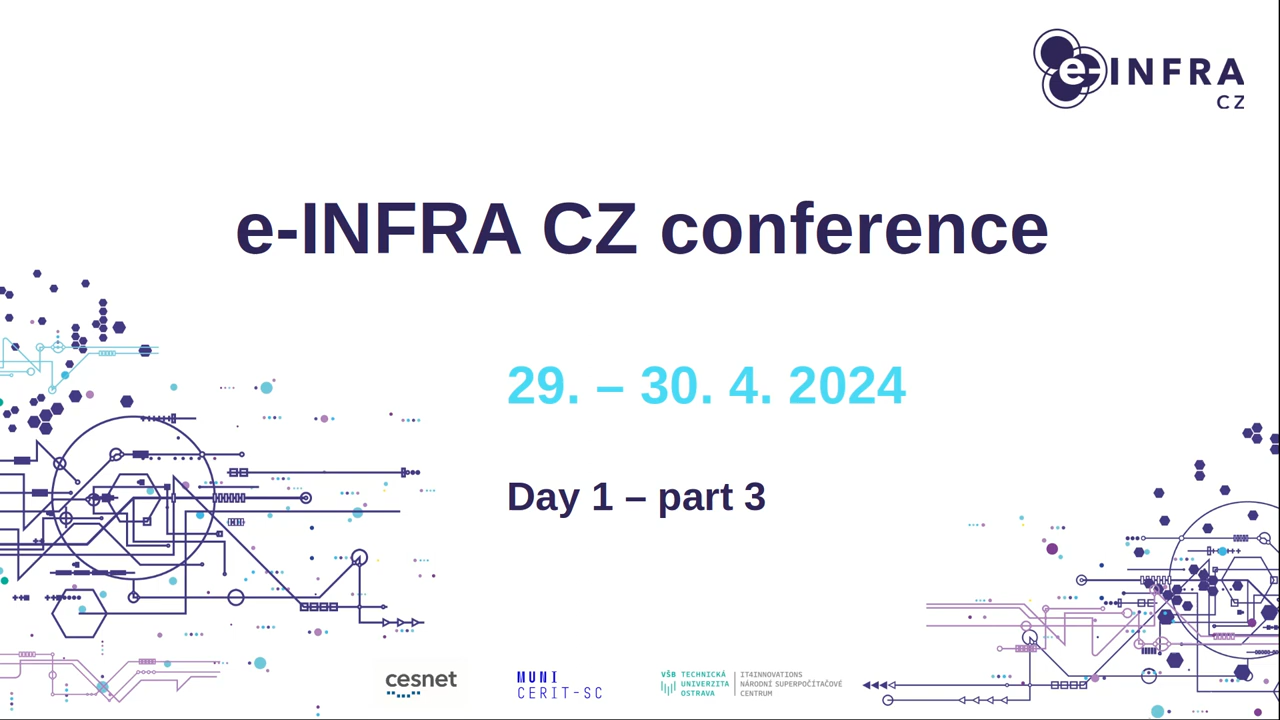 e-INFRA
CZ
e-INFRA CZ conference
29. – 30. 4. 2024
Day 1 – part 3
cesnet
MUNI
CERIT-SC
VŠB TECHNICKÁ
UNIVERZITA
OSTRAVA
IT4INNOVATIONS
NÁRODNÍ SUPERPOČÍTAČOVÉ
CENTRUM